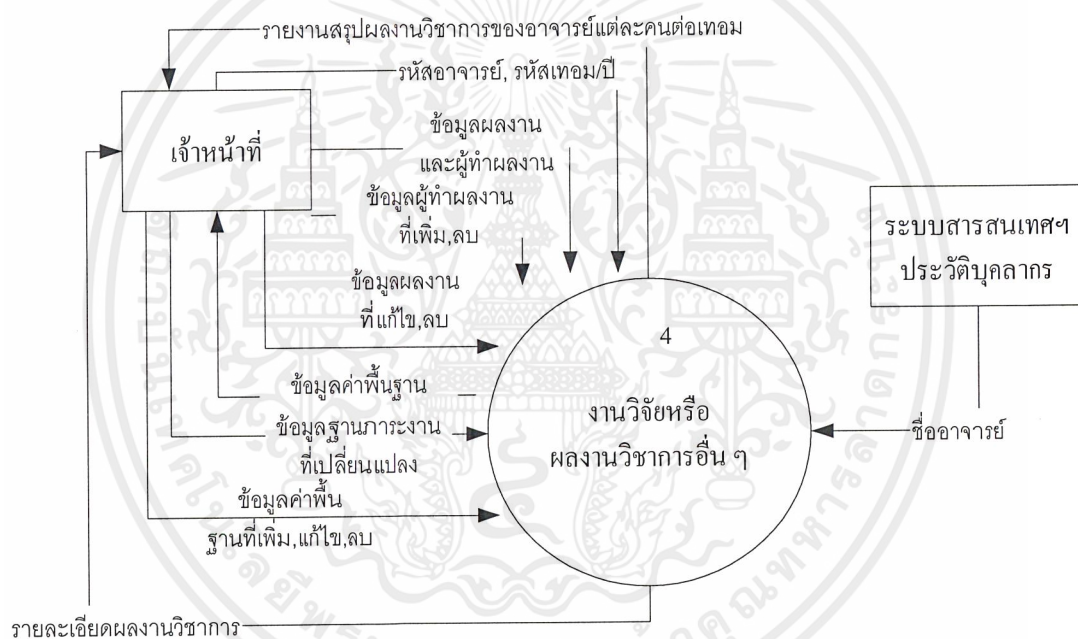 รายงานสรุปผลงานวิชาการของอาจารย์แต่ละคนต่อเทอม
รหัสอาจารย์, รหัสเทอม/ปี
เจ้าหน้าที่
ข้อมูลผลงาน
และผู้ทำผลงาน
ข้อมูลผู้ทำผลงาน
ที่เพิ่ม,ลบ
ระบบสารสนเทศฯ
ประวัติบุคลากร
ข้อมูลผลงาน
ที่แก้ไข,ลบ
4
ข้อมูลค่าพื้นฐาน
งานวิจัยหรือ
ผลงานวิชาการอื่น ๆ
ชื่ออาจารย์
ข้อมูลฐานภาระงาน
ที่เปลี่ยนแปลง
ข้อมูลค่าพื้น
ฐานที่เพิ่ม,แก้ไข,ลบ
รายละเอียดผลงานวิชาการ